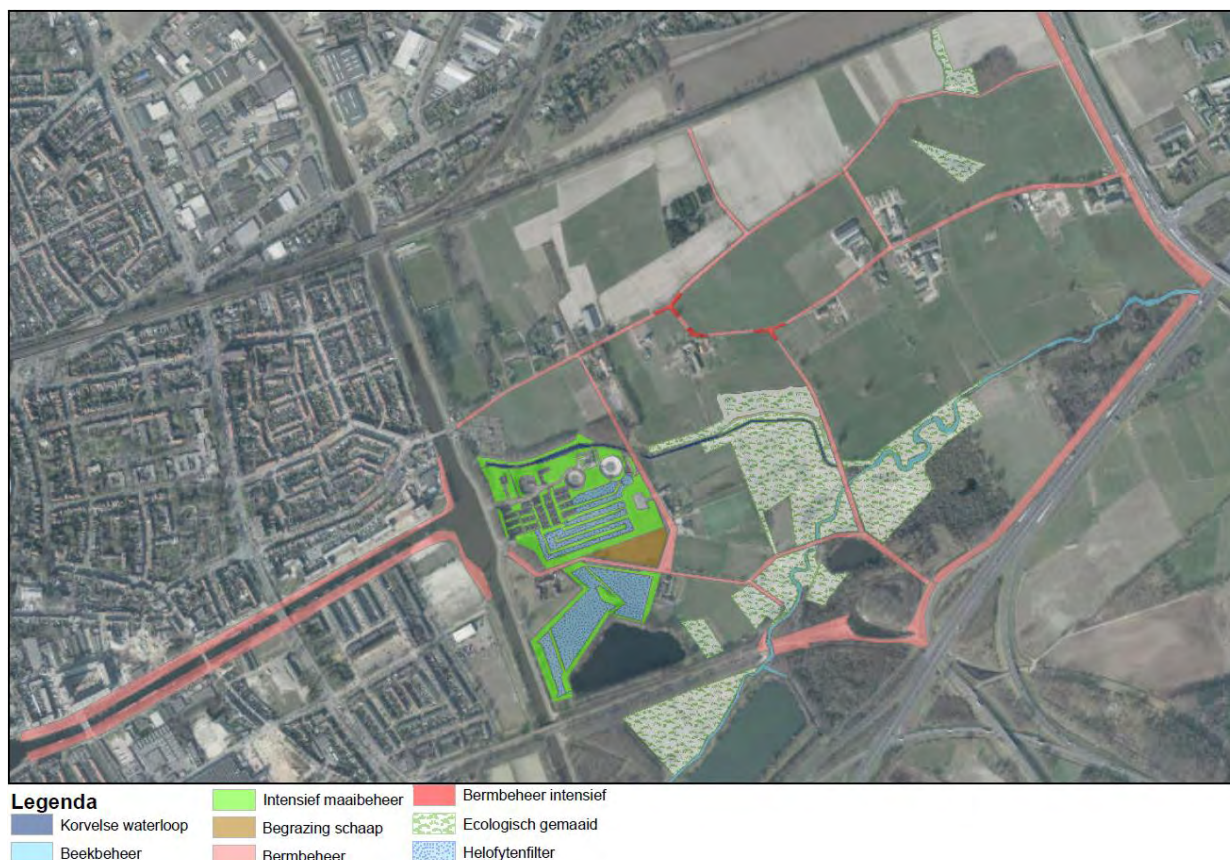 Legenda
Korvelse waterloop
Beekbeheer
Intensief maaibeheer
Begrazing schaap
Bermbeheer
Bermbeheer intensief
Ecologisch gemaaid
Helofytenfilter